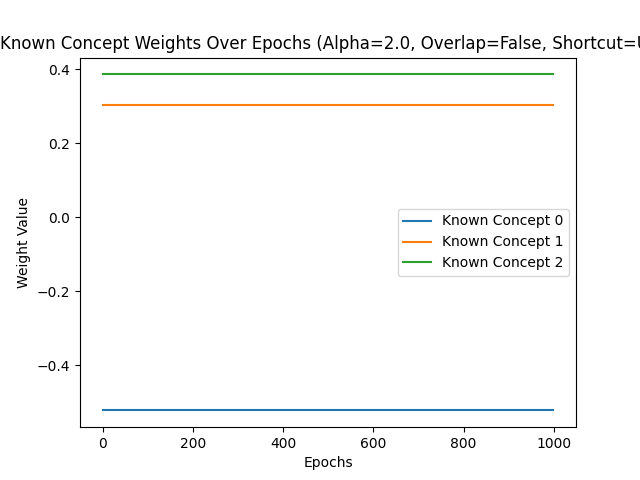 Known Concept Weights Over Epochs (Alpha=2.0, Overlap=False, Shortcut=
0.4
0.2
0.0
−0.2
−0.4
Weight Value
Known Concept 0
Known Concept 1
Known Concept 2
0 200 400 600 800 1000
Epochs